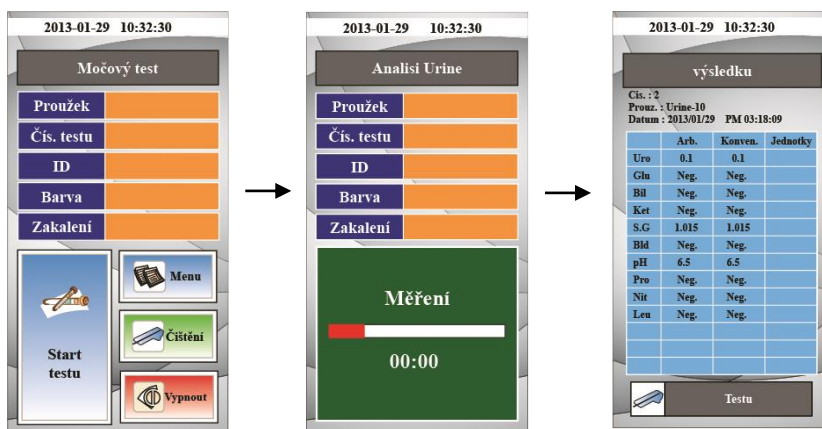 2013-01-29 10:32:30
Močový test
Proužek
Čís. testu
ID
Barva
Zakalení
Start
testu
Menu
Čištění
Vypnout
2013-01-29 10:32:30
Analisi Urine
Proužek
Čís. testu
ID
Barva
Zakalení
Měření
00:00
2013-01-29 10:32:30
výsledku
Cis. : 2
Prouz. : Urine-10
Datum : 2013/01/29 PM 03:18:09
Arb. Konven. Jednotky
Uro 0.1 0.1
Glu Neg. Neg.
Bil Neg. Neg.
Ket Neg. Neg.
S.G 1.015 1.015
Bld Neg. Neg.
pH 6.5 6.5
Pro Neg. Neg.
Nit Neg. Neg.
Leu Neg. Neg.
Testu